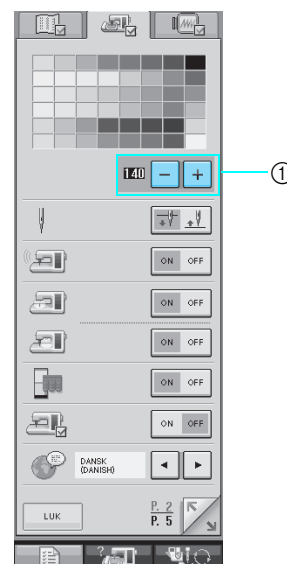 140 − +
①
ON OFF
ON OFF
ON OFF
ON OFF
ON OFF
DANSK
(DANISH)
LUK
P. 2
P. 5
?